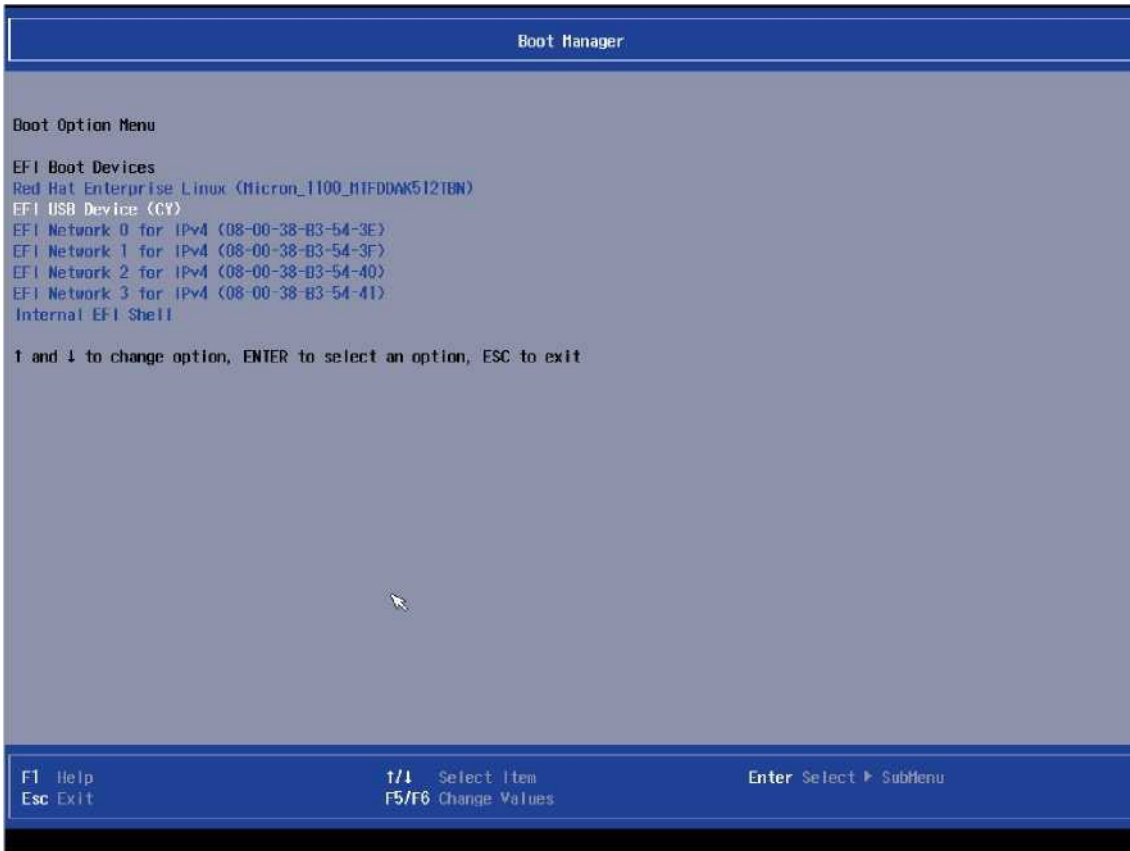 Boot Manager
Boot Option Menu
EFI Boot Devices
Red Hat Enterprise Linux (Micron_1100_MTFDDAK512TBN)
EFI USB Device (CY)
EFI Network 0 for IPv4 (08-00-38-B3-54-3E)
EFI Network 1 for IPv4 (08-00-38-B3-54-3F)
EFI Network 2 for IPv4 (08-00-38-B3-54-40)
EFI Network 3 for IPv4 (08-00-38-B3-54-41)
Internal EFI Shell
↑ and ↓ to change option, ENTER to select an option, ESC to exit
F1 Help ↑/↓ Select Item Enter Select ▶ SubMenu
Esc Exit F5/F6 Change Values